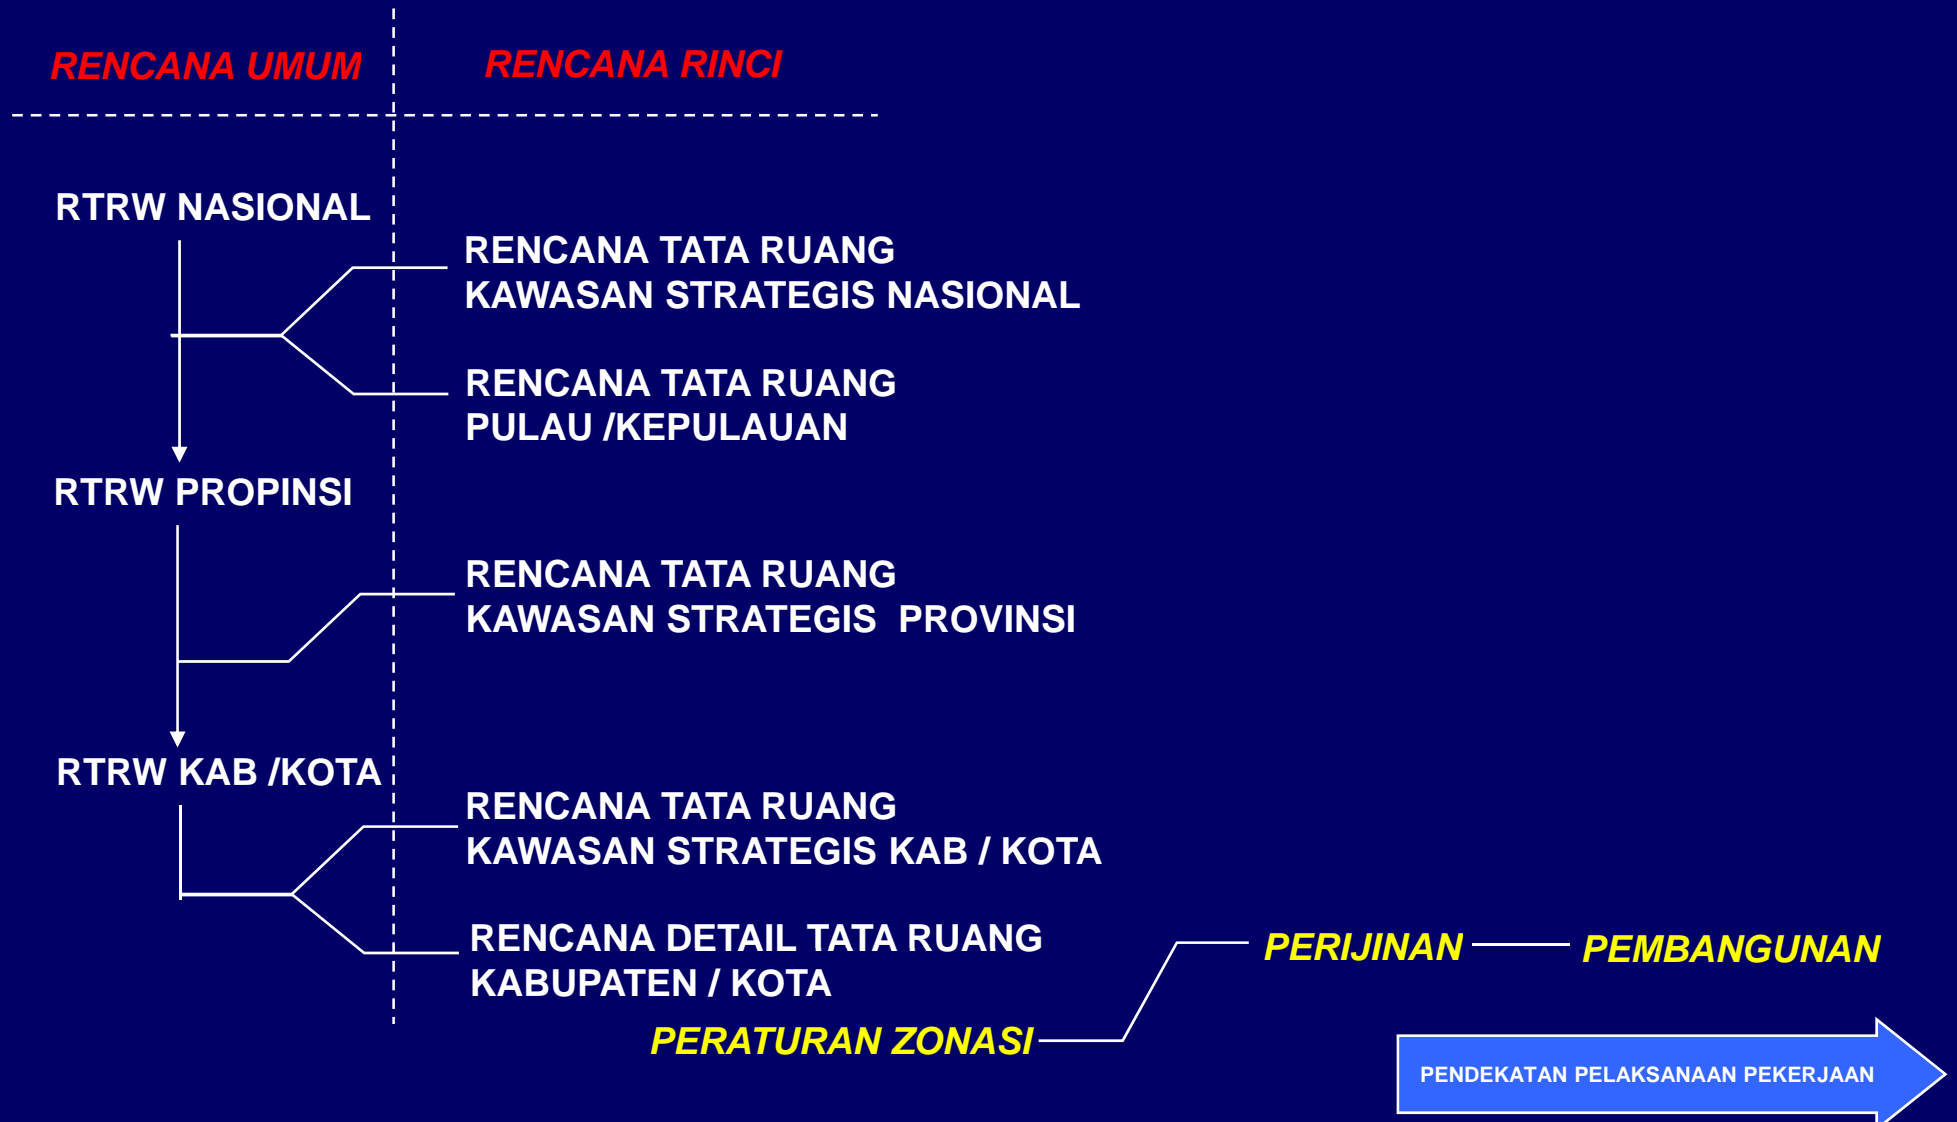 RENCANA UMUM
RENCANA RINCI
RTRW NASIONAL
RENCANA TATA RUANG
KAWASAN STRATEGIS NASIONAL
RENCANA TATA RUANG
PULAU /KEPULAUAN
RTRW PROPINSI
RENCANA TATA RUANG
KAWASAN STRATEGIS  PROVINSI
RTRW KAB /KOTA
RENCANA TATA RUANG
KAWASAN STRATEGIS KAB / KOTA
RENCANA DETAIL TATA RUANG
KABUPATEN / KOTA
PERATURAN ZONASI
PERIJINAN
PEMBANGUNAN
PENDEKATAN PELAKSANAAN PEKERJAAN